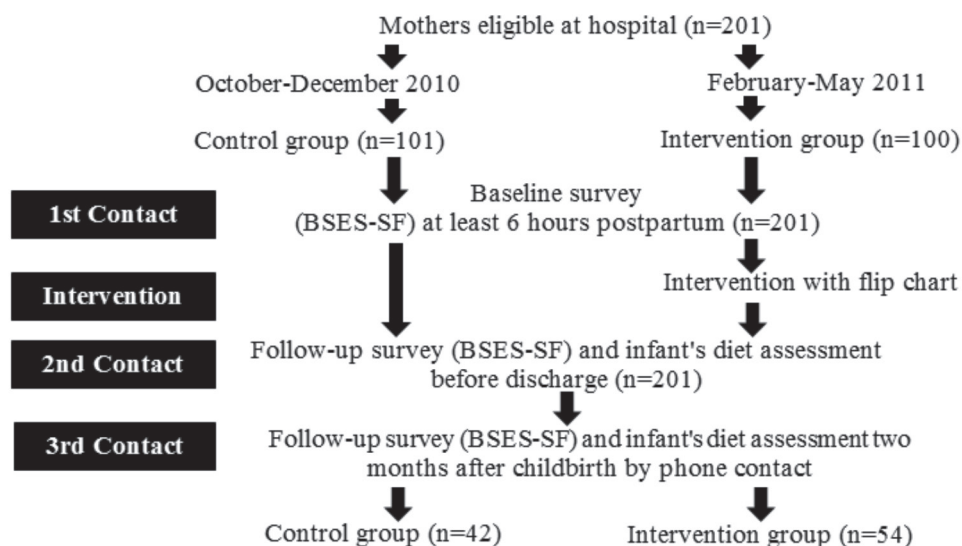 Mothers eligible at hospital (n=201)
October-December 2010
February-May 2011
Control group (n=101)
Intervention group (n=100)
1st Contact
Baseline survey
(BSES-SF) at least 6 hours postpartum (n=201)
Intervention
Intervention with flip chart
2nd Contact
Follow-up survey (BSES-SF) and infant's diet assessment
before discharge (n=201)
3rd Contact
Follow-up survey (BSES-SF) and infant's diet assessment two
months after childbirth by phone contact
Control group (n=42)
Intervention group (n=54)